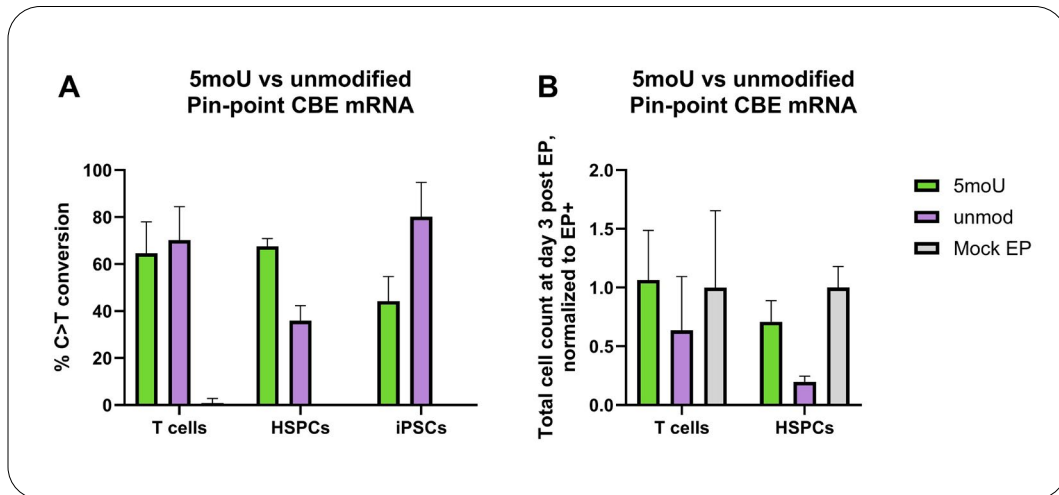 A
5moU vs unmodified
Pin-point CBE mRNA
% C>T conversion
100
80
60
40
20
0
T cells
HSPCs
iPSCs
B
5moU vs unmodified
Pin-point CBE mRNA
Total cell count at day 3 post EP,
normalized to EP+
2.0
1.5
1.0
0.5
0.0
T cells
HSPCs
5moU
unmod
Mock EP